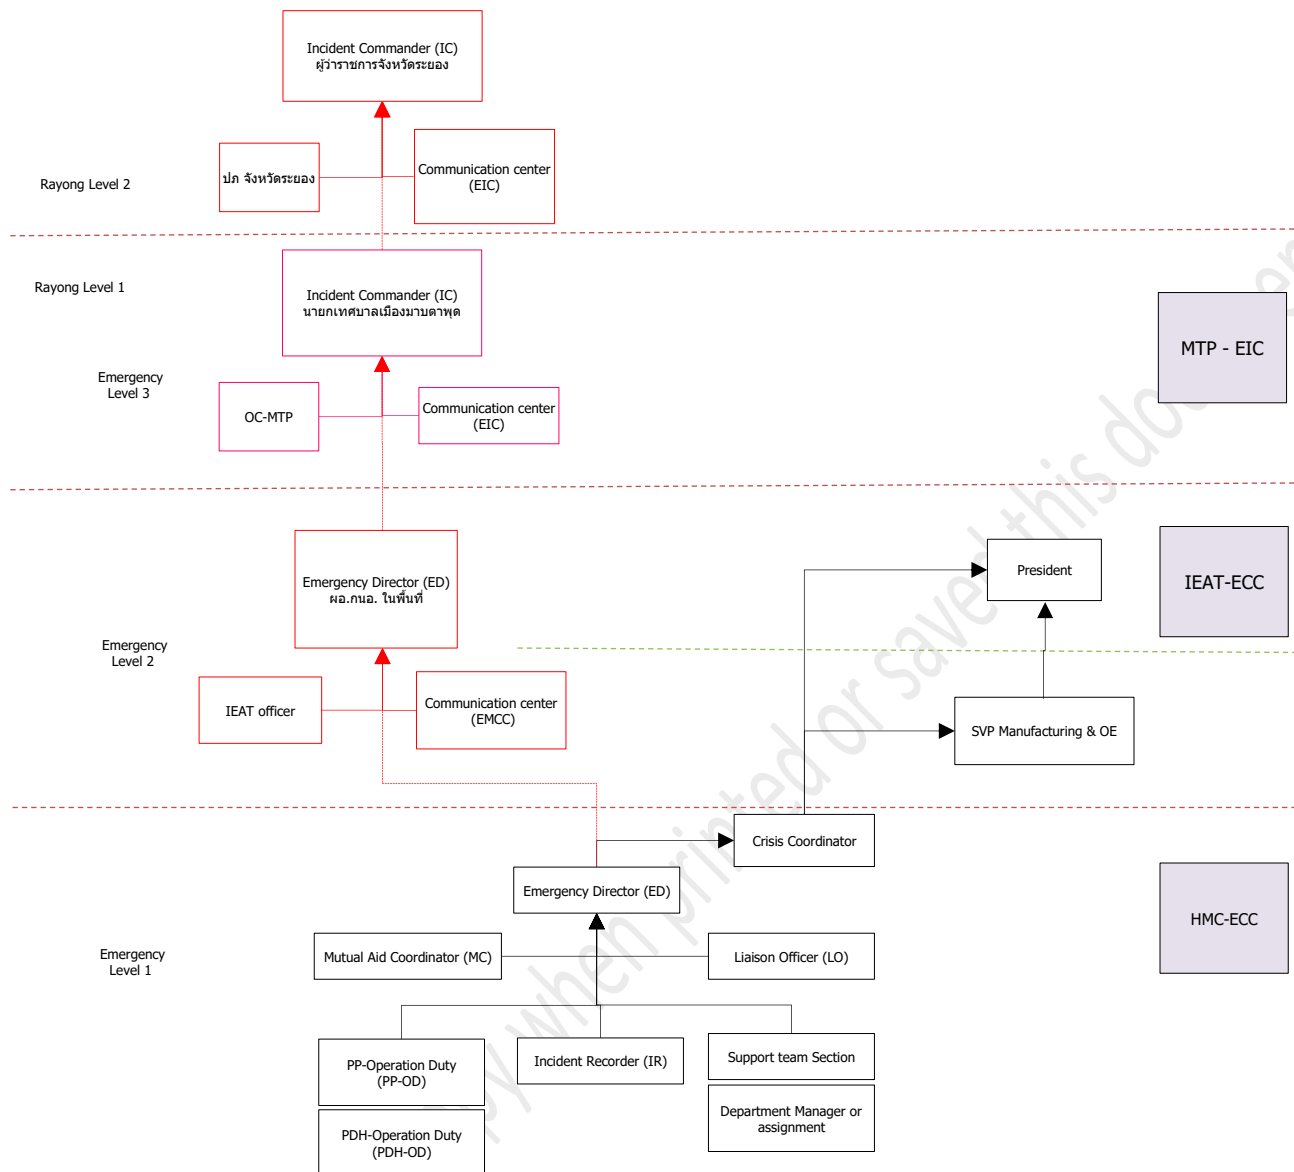 Incident Commander (IC)
ผู้ว่าราชการจังหวัดระยอง
ปภ จังหวัดระยอง
Communication center
(EIC)
Rayong Level 2
Rayong Level 1
Incident Commander (IC)
นายกเทศบาลเมืองมาบตาพุด
MTP - EIC
Emergency
Level 3
OC-MTP
Communication center
(EIC)
Emergency Director (ED)
ผอ.กนอ. ในพื้นที่
President
IEAT-ECC
Emergency
Level 2
IEAT officer
Communication center
(EMCC)
SVP Manufacturing & OE
Crisis Coordinator
Emergency Director (ED)
HMC-ECC
Emergency
Level 1
Mutual Aid Coordinator (MC)
Liaison Officer (LO)
PP-Operation Duty
(PP-OD)
Incident Recorder (IR)
Support team Section
Department Manager or
assignment
PDH-Operation Duty
(PDH-OD)
when printed or saved this